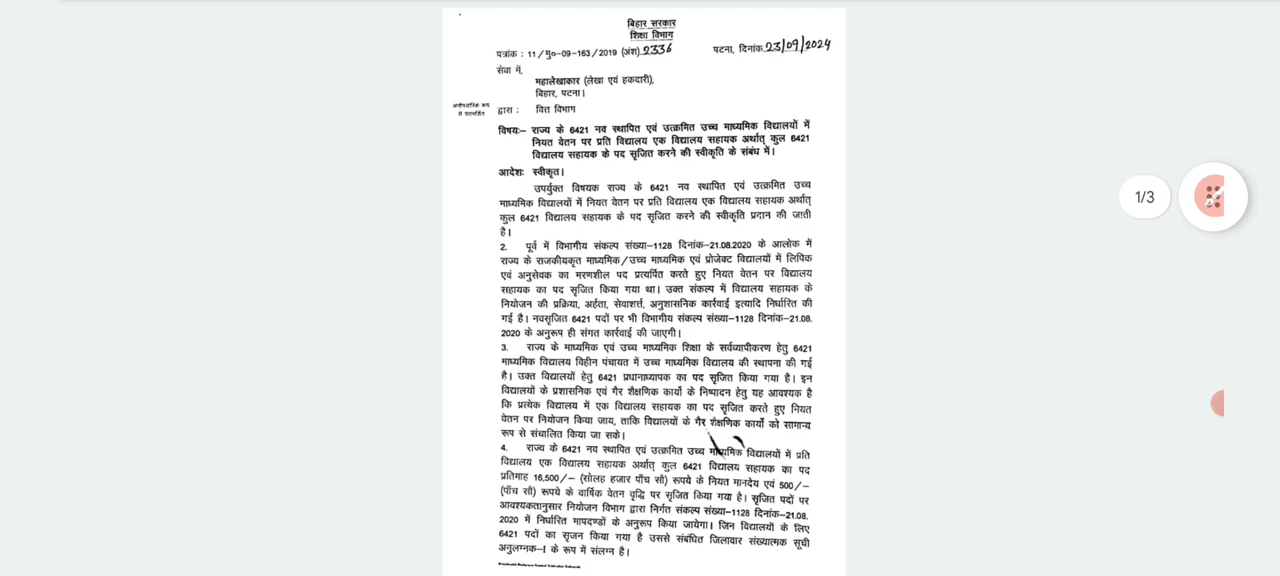 बिहार सरकार
शिक्षा विभाग
पत्रांक : 11/मु०-09-163/2019 (अंश) 2336 पटना, दिनांक 23/09/2024
सेवा में,
महालेखाकार (लेखा एवं हकदारी),
बिहार, पटना।
द्वारा : वित्त विभाग
विषयः– राज्य के 6421 नव स्थापित एवं उत्क्रमित उच्च माध्यमिक विद्यालयों में
नियत वेतन पर प्रति विद्यालय एक विद्यालय सहायक अर्थात् कुल 6421
विद्यालय सहायक के पद सृजित करने की स्वीकृति के संबंध में।
आदेशः स्वीकृत।
उपर्युक्त विषयक राज्य के 6421 नव स्थापित एवं उत्क्रमित उच्च
माध्यमिक विद्यालयों में नियत वेतन पर प्रति विद्यालय एक विद्यालय सहायक अर्थात्
कुल 6421 विद्यालय सहायक के पद सृजित करने की स्वीकृति प्रदान की जाती
है।
2. पूर्व में विभागीय संकल्प संख्या–1128 दिनांक–21.08.2020 के आलोक में
राज्य के राजकीयकृत माध्यमिक/उच्च माध्यमिक एवं प्रोजेक्ट विद्यालयों में लिपिक
एवं अनुसेवक का मरणशील पद प्रत्यर्पित करते हुए नियत वेतन पर विद्यालय
सहायक का पद सृजित किया गया था। उक्त संकल्प में विद्यालय सहायक के
नियोजन की प्रक्रिया, अर्हता, सेवाशर्त्त, अनुशासनिक कार्रवाई इत्यादि निर्धारित की
गई है। नवसृजित 6421 पदों पर भी विभागीय संकल्प संख्या–1128 दिनांक–21.08.
2020 के अनुरूप ही संगत कार्रवाई की जाएगी।
3. राज्य के माध्यमिक एवं उच्च माध्यमिक शिक्षा के सर्वव्यापीकरण हेतु 6421
माध्यमिक विद्यालय विहीन पंचायत में उच्च माध्यमिक विद्यालय की स्थापना की गई
है। उक्त विद्यालयों हेतु 6421 प्रधानाध्यापक का पद सृजित किया गया है। इन
विद्यालयों के प्रशासनिक एवं गैर शैक्षणिक कार्यो के निष्पादन हेतु यह आवश्यक है
कि प्रत्येक विद्यालय में एक विद्यालय सहायक का पद सृजित करते हुए नियत
वेतन पर नियोजन किया जाय, ताकि विद्यालयों के गैर शैक्षणिक कार्यों को सामान्य
रूप से संचालित किया जा सके।
4. राज्य के 6421 नव स्थापित एवं उत्क्रमित उच्च माध्यमिक विद्यालयों में प्रति
विद्यालय एक विद्यालय सहायक अर्थात् कुल 6421 विद्यालय सहायक का पद
प्रतिमाह 16,500/– (सोलह हजार पाँच सौ) रूपये के नियत मानदेय एवं 500/–
(पाँच सौ) रूपये के वार्षिक वेतन वृद्धि पर सृजित किया गया है। सृजित पदों पर
आवश्यकतानुसार नियोजन विभाग द्वारा निर्गत संकल्प संख्या–1128 दिनांक–21.08.
2020 में निर्धारित मापदण्डों के अनुरूप किया जायेगा। जिन विद्यालयों के लिए
6421 पदों का सृजन किया गया है उससे संबंधित जिलावार संख्यात्मक सूची
अनुलग्नक–I के रूप में संलग्न है।
1/3